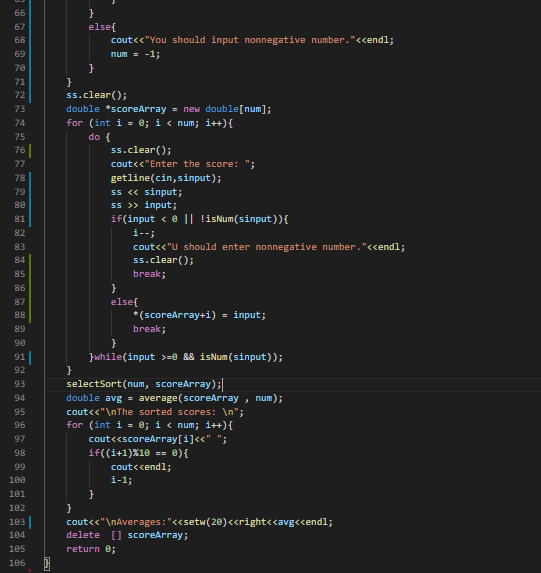 65 }
66 }
67 else{
68 cout<<"You should input nonnegative number."<<endl;
69 num = -1;
70 }
71 }
72 ss.clear();
73 double *scoreArray = new double[num];
74 for (int i = 0; i < num; i++){
75 do {
76 ss.clear();
77 cout<<"Enter the score: ";
78 getline(cin,sinput);
79 ss << sinput;
80 ss >> input;
81 if(input < 0 || !isNum(sinput)){
82 i--;
83 cout<<"U should enter nonnegative number."<<endl;
84 ss.clear();
85 break;
86 }
87 else{
88 *(scoreArray+i) = input;
89 break;
90 }
91 }while(input >=0 && isNum(sinput));
92 }
93 selectSort(num, scoreArray);
94 double avg = average(scoreArray , num);
95 cout<<"\nThe sorted scores: \n";
96 for (int i = 0; i < num; i++){
97 cout<<scoreArray[i]<<" ";
98 if((i+1)%10 == 0){
99 cout<<endl;
100 i-1;
101 }
102 }
103 cout<<"\nAverages:"<<setw(20)<<right<<avg<<endl;
104 delete [] scoreArray;
105 return 0;
106 }